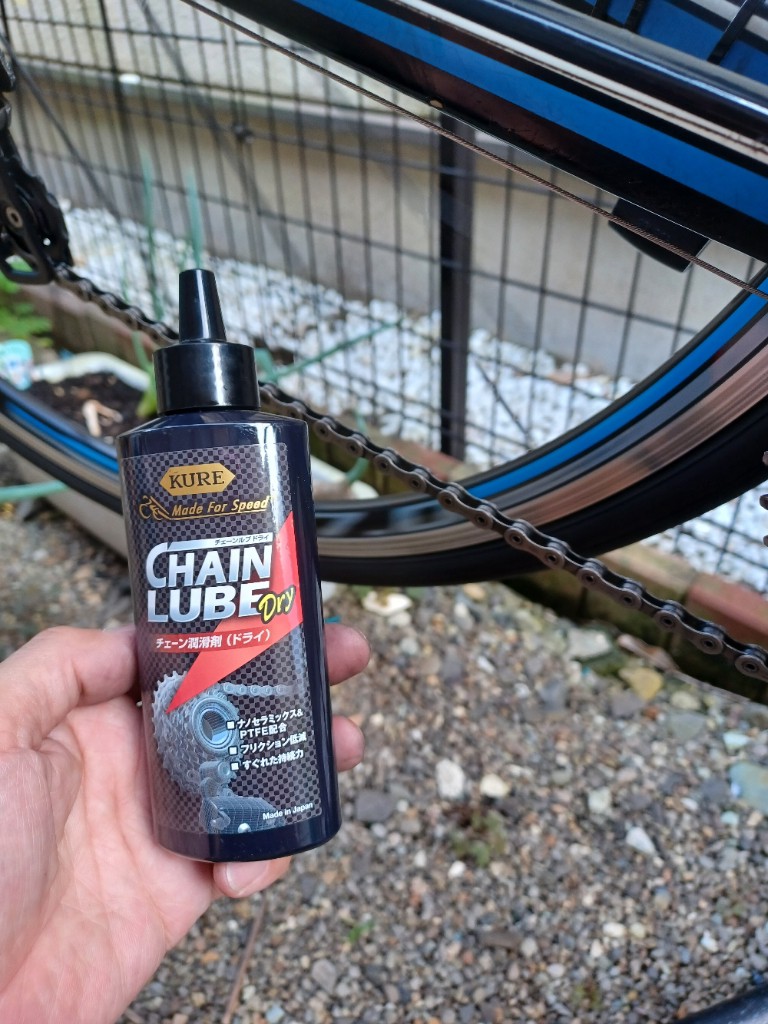 KURE
Made For Speed
チェーンルブ ドライ
CHAIN
LUBE Dry
チェーン潤滑剤（ドライ）
■ナノセラミックス&
PTFE配合
■フリクション低減
■すぐれた持続力
Made in Japan